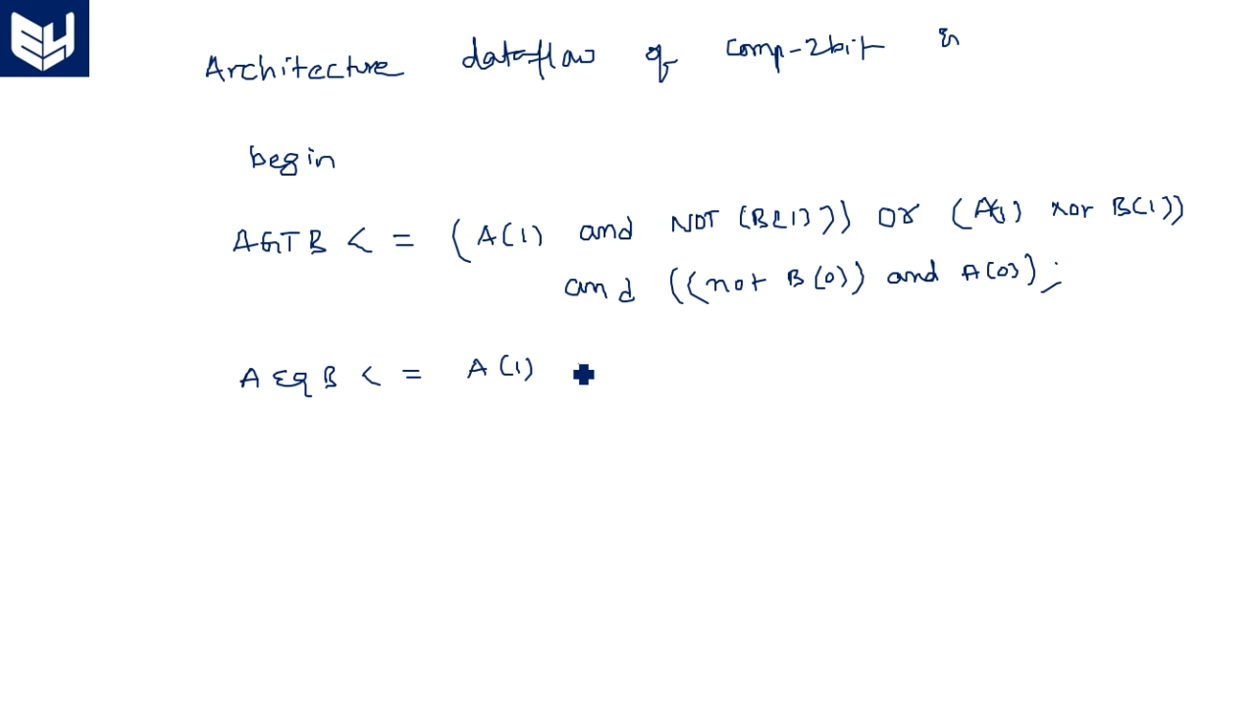 Architecture dataflow of comp-2bit is
begin
AGTB <= (A(1) and NOT (B(1))) or (A(1) xor B(1))
and ((not B(0)) and A(0));
AEqB <= A(1)